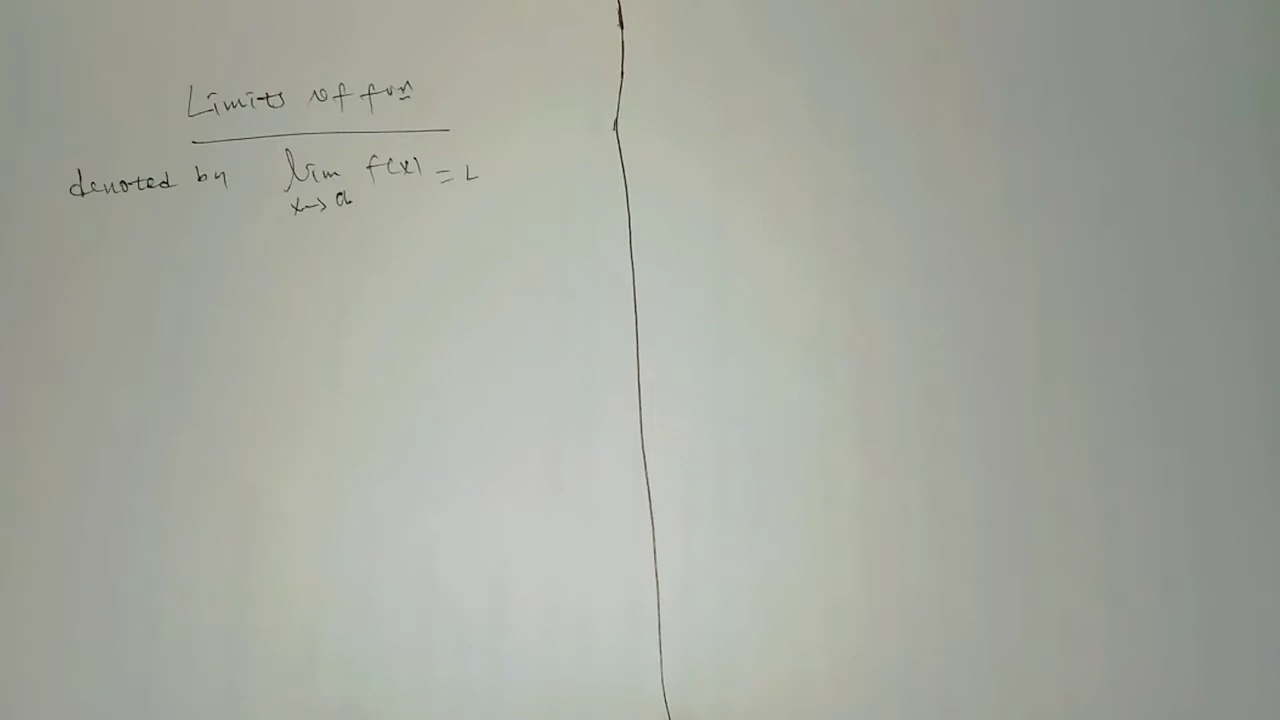 Limits of fun
denoted by lim f(x) = L
x→a